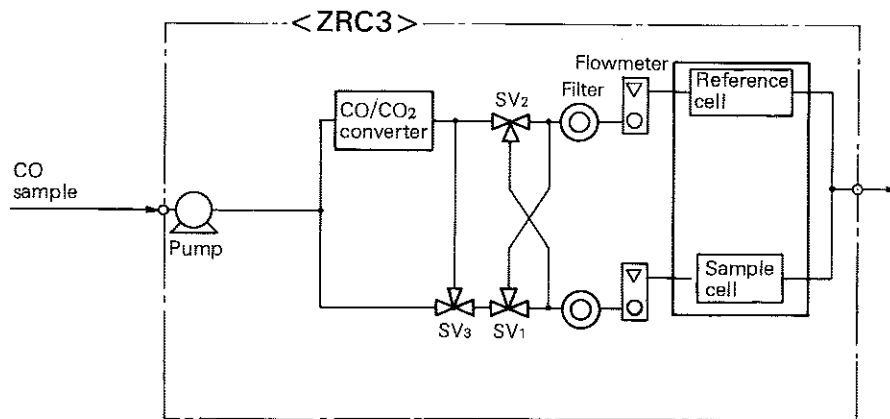 <ZRC3>
Flowmeter
Reference
cell
Filter
SV₂
CO/CO₂
converter
CO
sample
Pump
Sample
cell
SV₃
SV₁